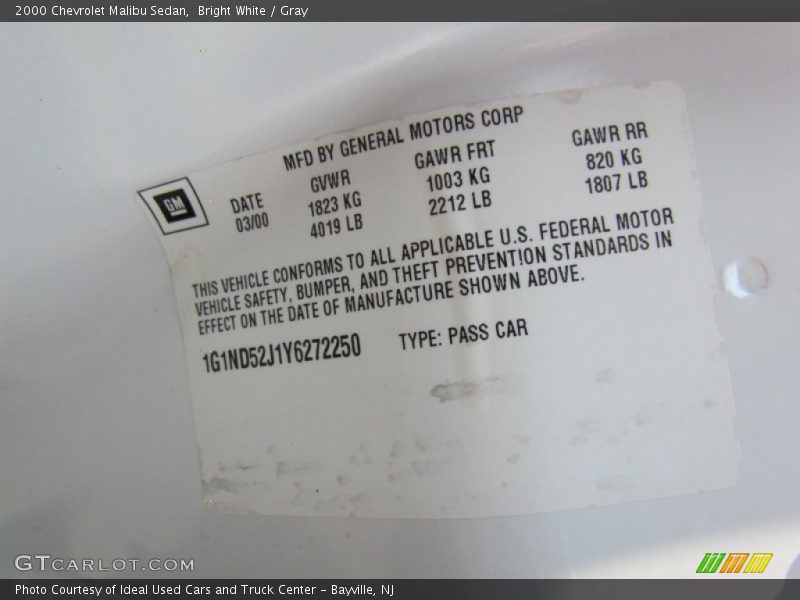 2000 Chevrolet Malibu Sedan, Bright White / Gray
MFD BY GENERAL MOTORS CORP
GM
DATE GVWR GAWR FRT GAWR RR
03/00 1823 KG 1003 KG 820 KG
4019 LB 2212 LB 1807 LB
THIS VEHICLE CONFORMS TO ALL APPLICABLE U.S. FEDERAL MOTOR
VEHICLE SAFETY, BUMPER, AND THEFT PREVENTION STANDARDS IN
EFFECT ON THE DATE OF MANUFACTURE SHOWN ABOVE.
1G1ND52J1Y6272250 TYPE: PASS CAR
GTCARLOT.COM
Photo Courtesy of Ideal Used Cars and Truck Center – Bayville, NJ